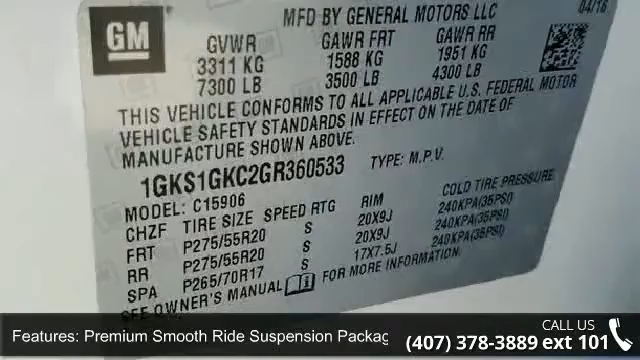 GM
MFD BY GENERAL MOTORS LLC 04/16
GVWR GAWR FRT GAWR RR
3311 KG 1588 KG 1951 KG
7300 LB 3500 LB 4300 LB
THIS VEHICLE CONFORMS TO ALL APPLICABLE U.S. FEDERAL MOTOR
VEHICLE SAFETY STANDARDS IN EFFECT ON THE DATE OF
MANUFACTURE SHOWN ABOVE.
1GKS1GKC2GR360533 TYPE: M.P.V.
MODEL: C15906
CHZF TIRE SIZE SPEED RTG RIM COLD TIRE PRESSURE
FRT P275/55R20 S 20X9J 240KPA(35PSI)
RR P275/55R20 S 20X9J 240KPA(35PSI)
SPA P265/70R17 S 17X7.5J 240KPA(35PSI)
SEE OWNER'S MANUAL FOR MORE INFORMATION.
Features: Premium Smooth Ride Suspension Packag
CALL US
(407) 378-3889 ext 101